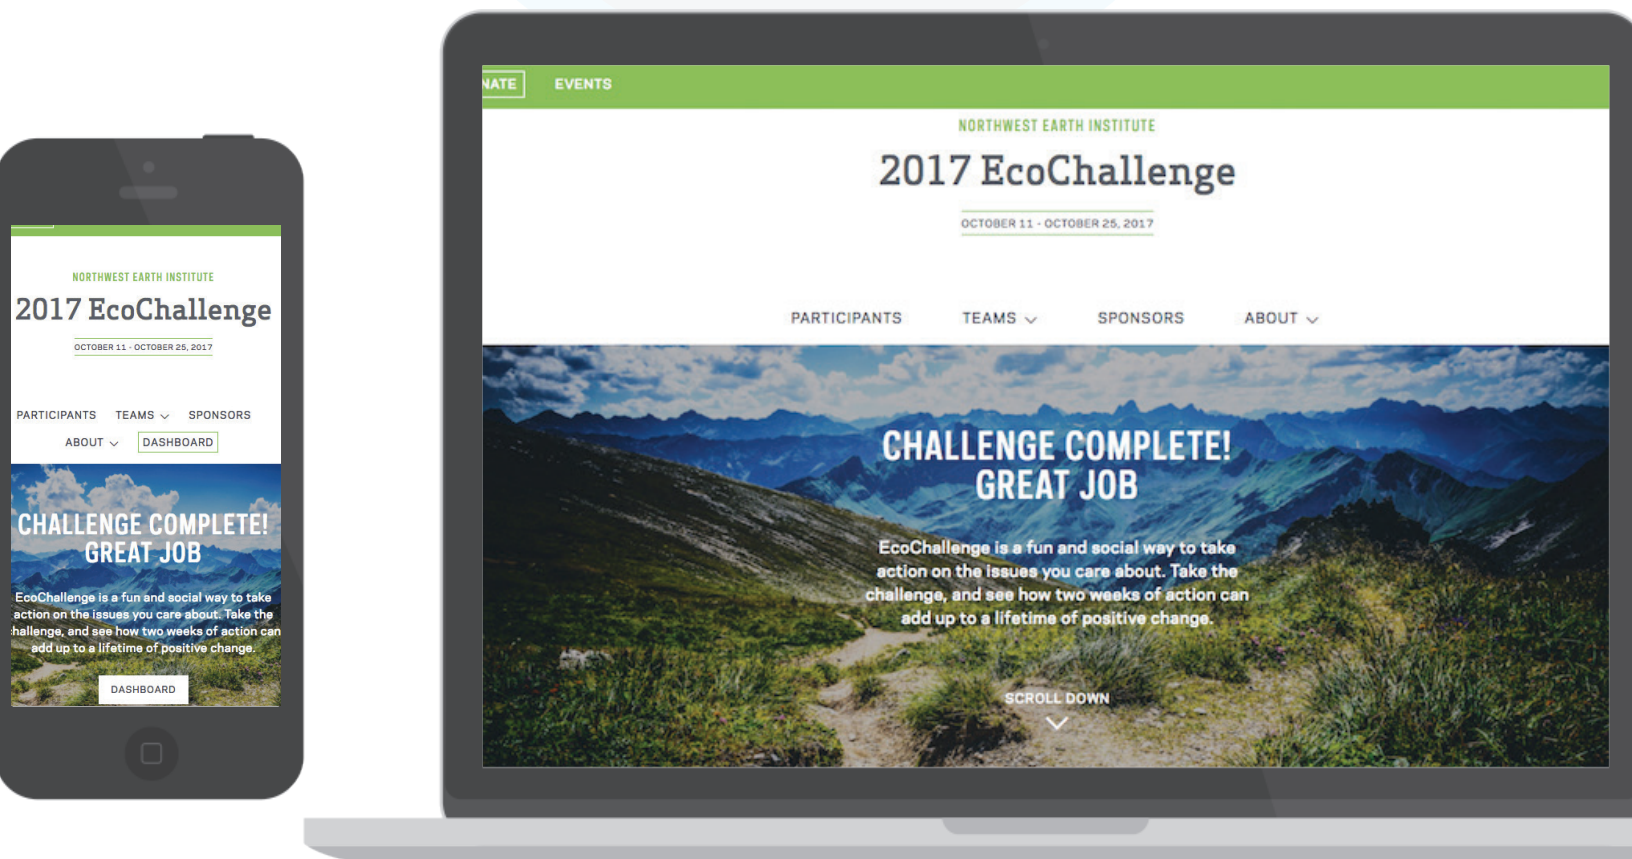 NORTHWEST EARTH INSTITUTE
2017 EcoChallenge
OCTOBER 11 - OCTOBER 25, 2017
PARTICIPANTS TEAMS SPONSORS
ABOUT DASHBOARD
CHALLENGE COMPLETE!
GREAT JOB
EcoChallenge is a fun and social way to take
action on the issues you care about. Take the
hallenge, and see how two weeks of action can
add up to a lifetime of positive change.
DASHBOARD
NATE EVENTS
NORTHWEST EARTH INSTITUTE
2017 EcoChallenge
OCTOBER 11 - OCTOBER 25, 2017
PARTICIPANTS TEAMS SPONSORS ABOUT
CHALLENGE COMPLETE!
GREAT JOB
EcoChallenge is a fun and social way to take
action on the issues you care about. Take the
challenge, and see how two weeks of action can
add up to a lifetime of positive change.
SCROLL DOWN